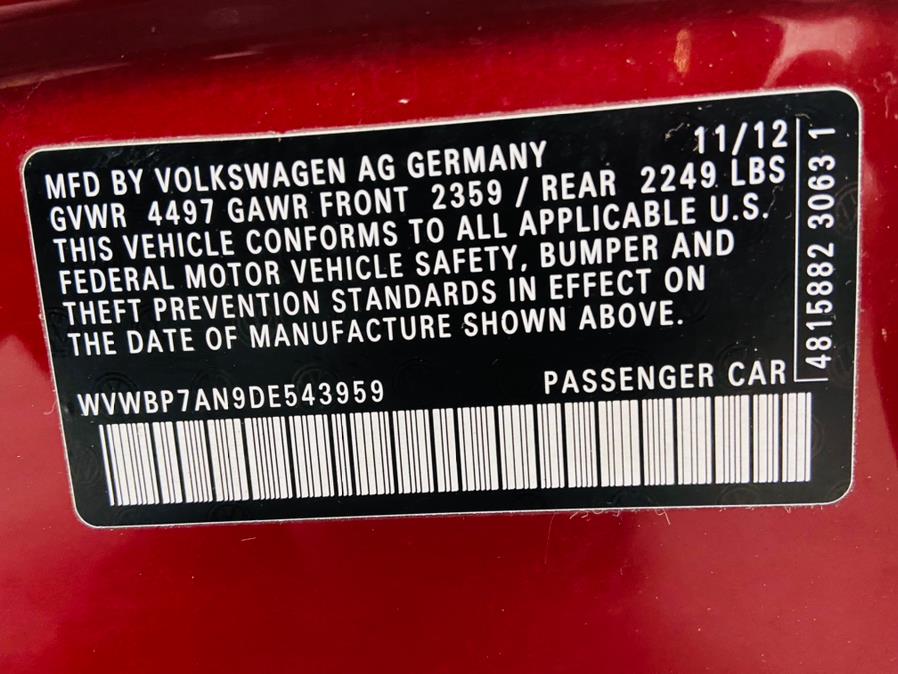 MFD BY VOLKSWAGEN AG GERMANY 11/12
GVWR 4497 GAWR FRONT 2359 / REAR 2249 LBS
THIS VEHICLE CONFORMS TO ALL APPLICABLE U.S.
FEDERAL MOTOR VEHICLE SAFETY, BUMPER AND
THEFT PREVENTION STANDARDS IN EFFECT ON
THE DATE OF MANUFACTURE SHOWN ABOVE.
WVWBP7AN9DE543959 PASSENGER CAR
4815882 3063 1